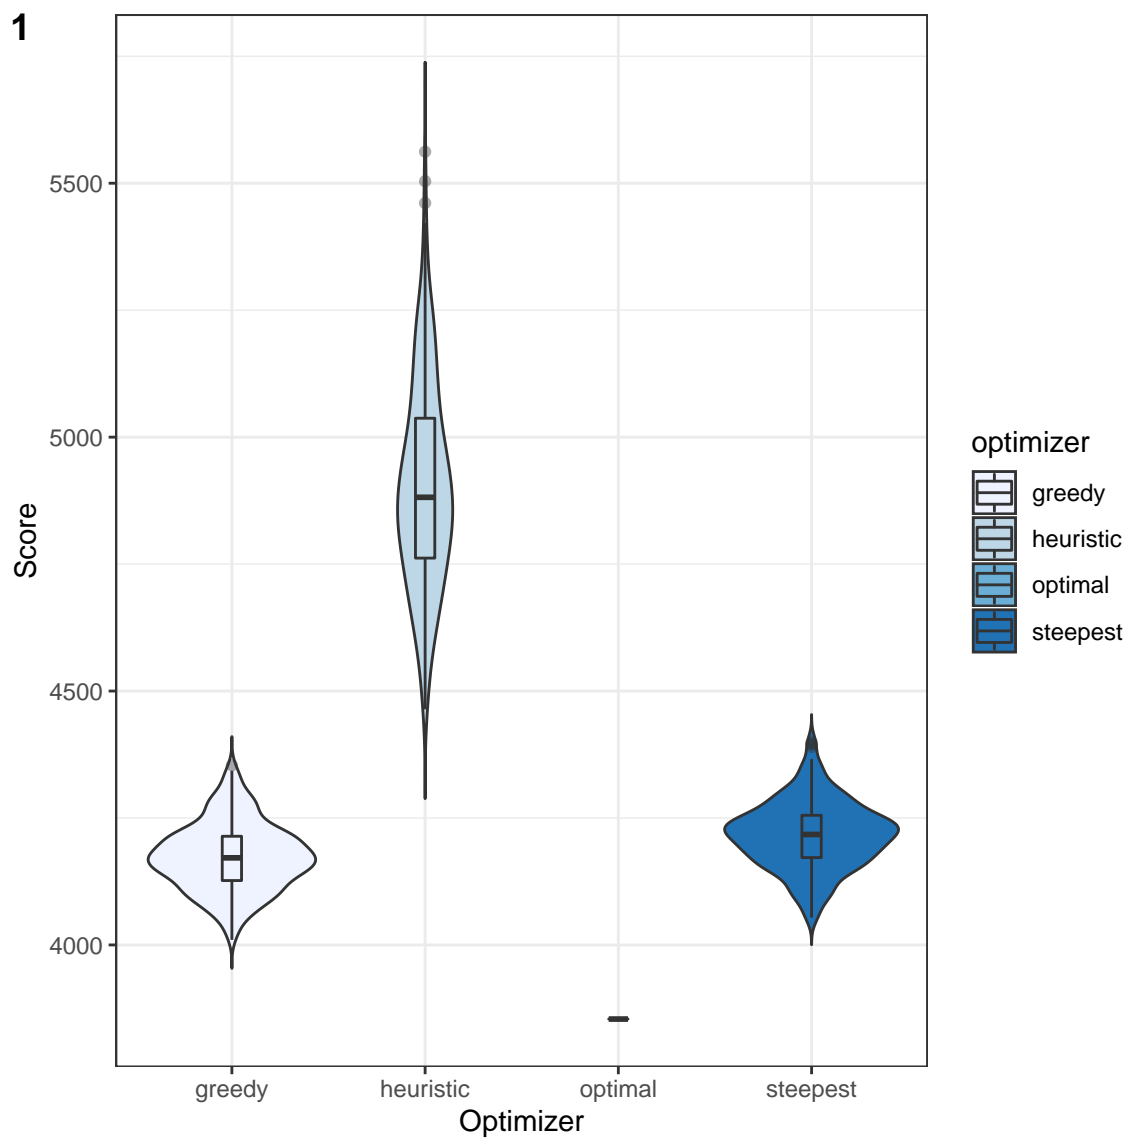 1
5500
5000
4500
4000
Score
greedy
heuristic
optimal
steepest
Optimizer
optimizer
greedy
heuristic
optimal
steepest